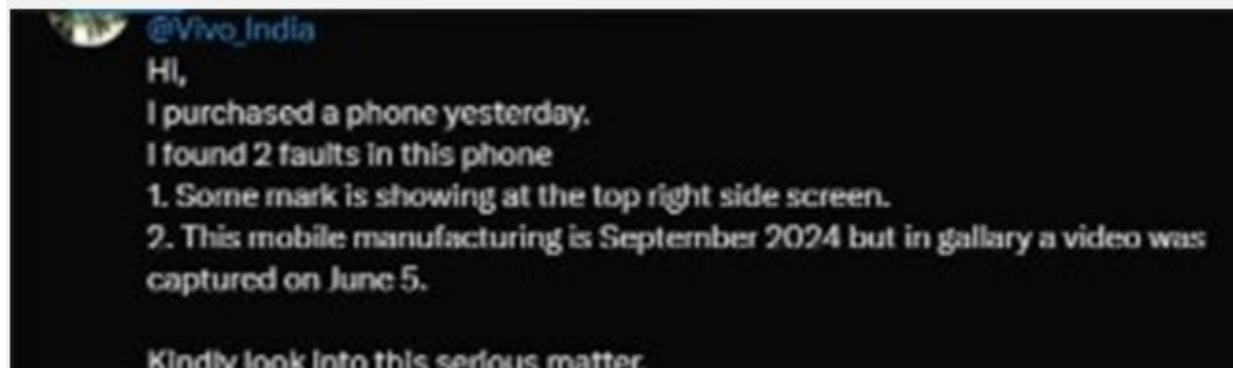 @Vivo_India
Hi,
I purchased a phone yesterday.
I found 2 faults in this phone
1. Some mark is showing at the top right side screen.
2. This mobile manufacturing is September 2024 but in gallary a video was
captured on June 5.
Kindly look into this serious matter.